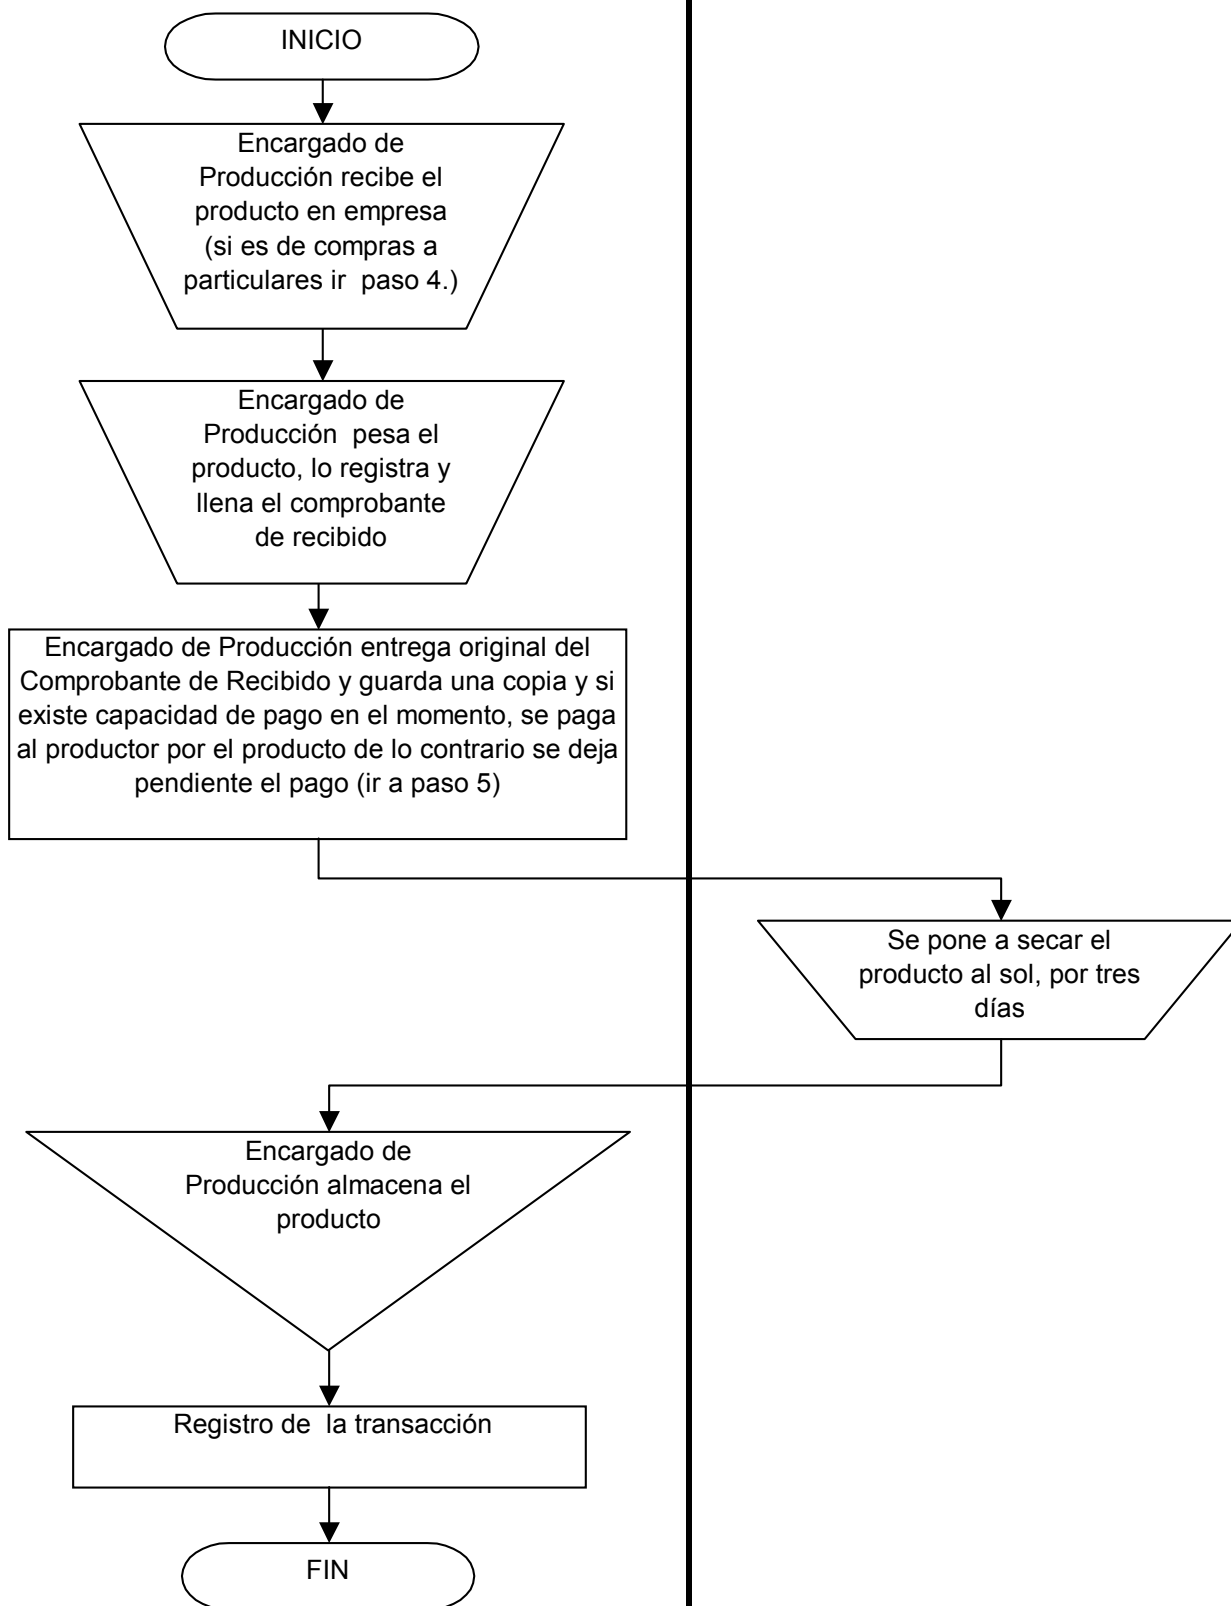 INICIO
Encargado de
Producción recibe el
producto en empresa
(si es de compras a
particulares ir paso 4.)
Encargado de
Producción pesa el
producto, lo registra y
llena el comprobante
de recibido
Encargado de Producción entrega original del
Comprobante de Recibido y guarda una copia y si
existe capacidad de pago en el momento, se paga
al productor por el producto de lo contrario se deja
pendiente el pago (ir a paso 5)
Se pone a secar el
producto al sol, por tres
días
Encargado de
Producción almacena el
producto
Registro de la transacción
FIN